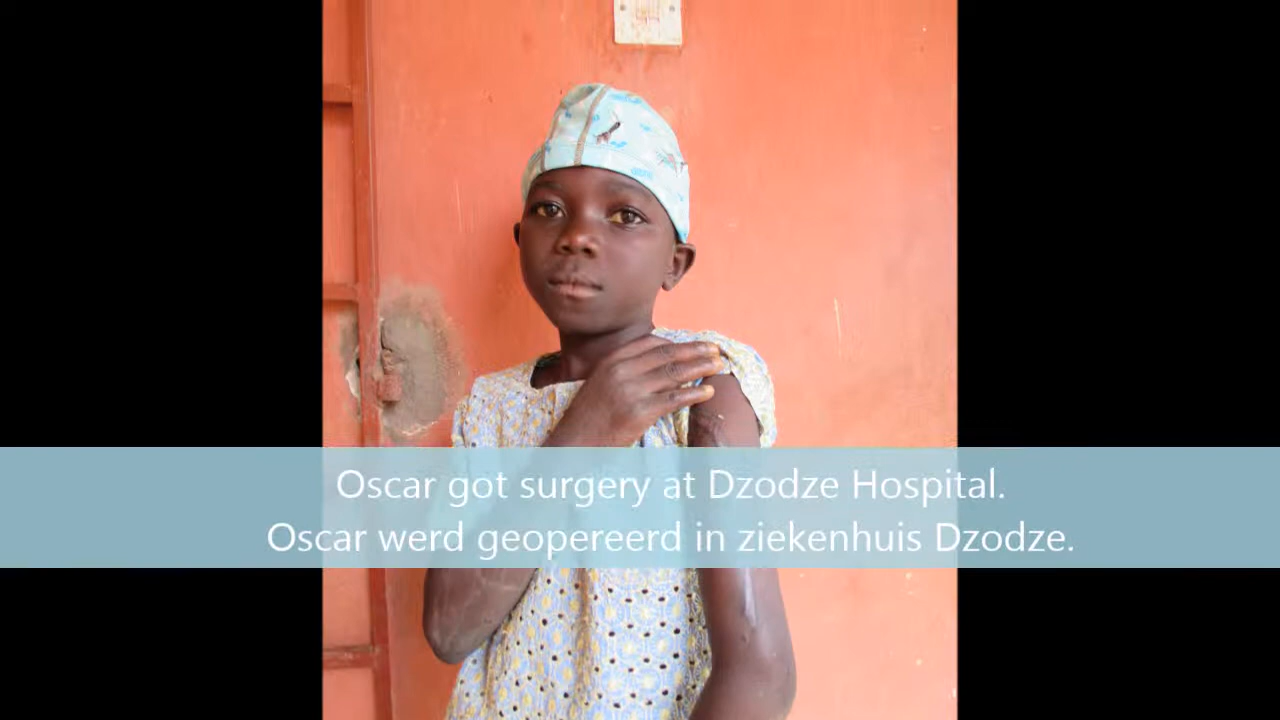 Oscar got surgery at Dzodze Hospital.
Oscar werd geopereerd in ziekenhuis Dzodze.